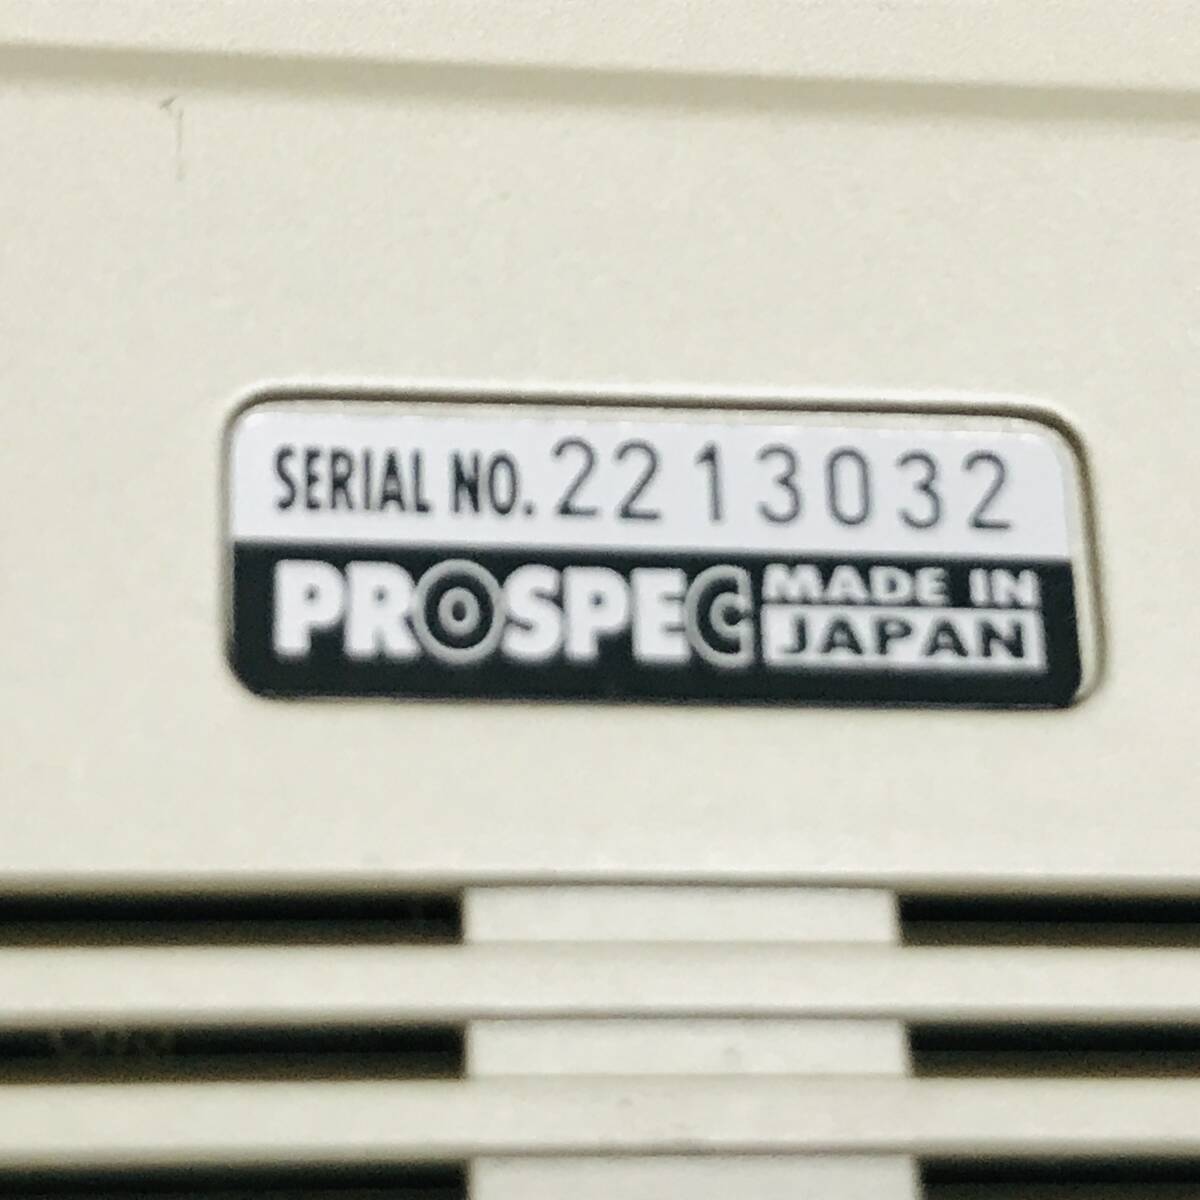 SERIAL NO. 2213032
PROSPEC MADE IN
JAPAN